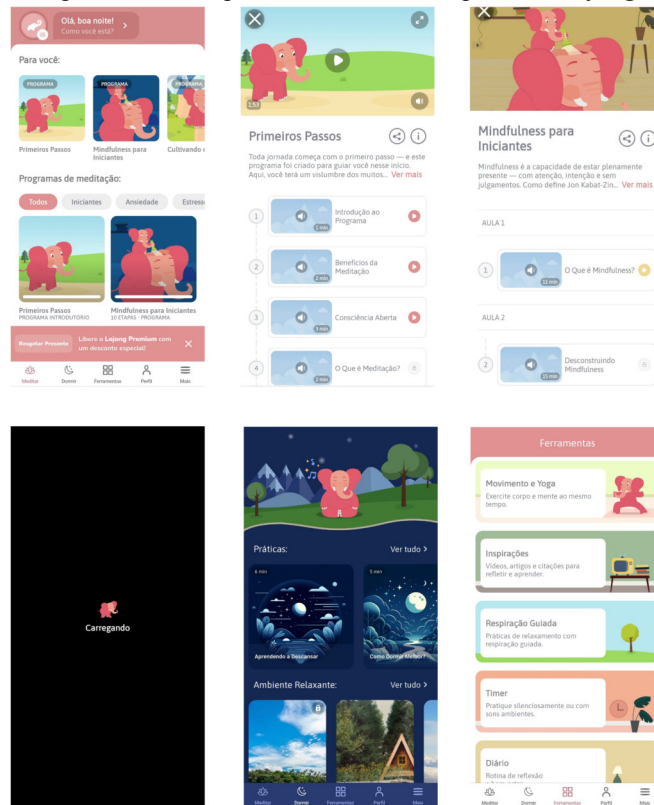 Olá, boa noite!
Como você está?
Para você:
PROGRAMA
PROGRAMA
PROGRAMA
Primeiros Passos
Mindfulness para
Iniciantes
Cultivando
Programas de meditação:
Todos
Iniciantes
Ansiedade
Estress
Primeiros Passos
PROGRAMA INTRODUTÓRIO
Mindfulness para Iniciantes
10 ETAPAS • PROGRAMA
Resgatar Presente
Libere o Lojong Premium com
um desconto especial!
Meditar
Dormir
Ferramentas
Perfil
Mais
1:53
Primeiros Passos
Toda jornada começa com o primeiro passo — e este
programa foi criado para guiar você nesse início.
Aqui, você terá um vislumbre dos muitos... Ver mais
1
2 min
Introdução ao
Programa
2
2 min
Benefícios da
Meditação
3
3 min
Consciência Aberta
4
2 min
O Que é Meditação?
Mindfulness para
Iniciantes
Mindfulness é a capacidade de estar plenamente
presente — com atenção, intenção e sem
julgamentos. Como define Jon Kabat-Zin... Ver mais
AULA 1
1
11 min
O Que é Mindfulness?
AULA 2
2
15 min
Desconstruindo
Mindfulness
Carregando
Práticas:
Ver tudo >
6 min
Aprendendo a Descansar
5 min
Como Dormir Melhor?
Ambiente Relaxante:
Ver tudo >
Meditar
Dormir
Ferramentas
Perfil
Mais
Ferramentas
Movimento e Yoga
Exercite corpo e mente ao mesmo
tempo.
Inspirações
Vídeos, artigos e citações para
refletir e aprender.
Respiração Guiada
Práticas de relaxamento com
respiração guiada.
Timer
Pratique silenciosamente ou com
sons ambientes.
Diário
Rotina de reflexão
Meditar
Dormir
Ferramentas
Perfil
Mais